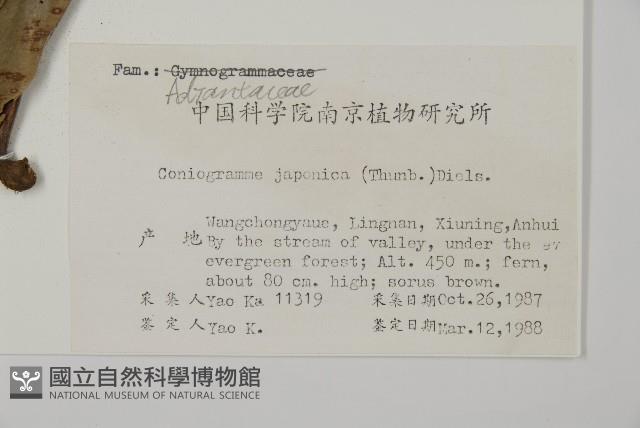 Fam.: Gymnogrammaceae
Adiantaceae
中国科学院南京植物研究所
Coniogramme japonica (Thunb.)Diels.
Wangchongyaue, Lingnan, Xiuning,Anhui
产 地 By the stream of valley, under the ev
evergreen forest; Alt. 450 m.; fern,
about 80 cm. high; sorus brown.
采集人 Yao Ka 11319 采集日期 Oct.26,1987
鉴定人 Yao K. 鉴定日期 Mar.12,1988
國立自然科學博物館
NATIONAL MUSEUM OF NATURAL SCIENCE